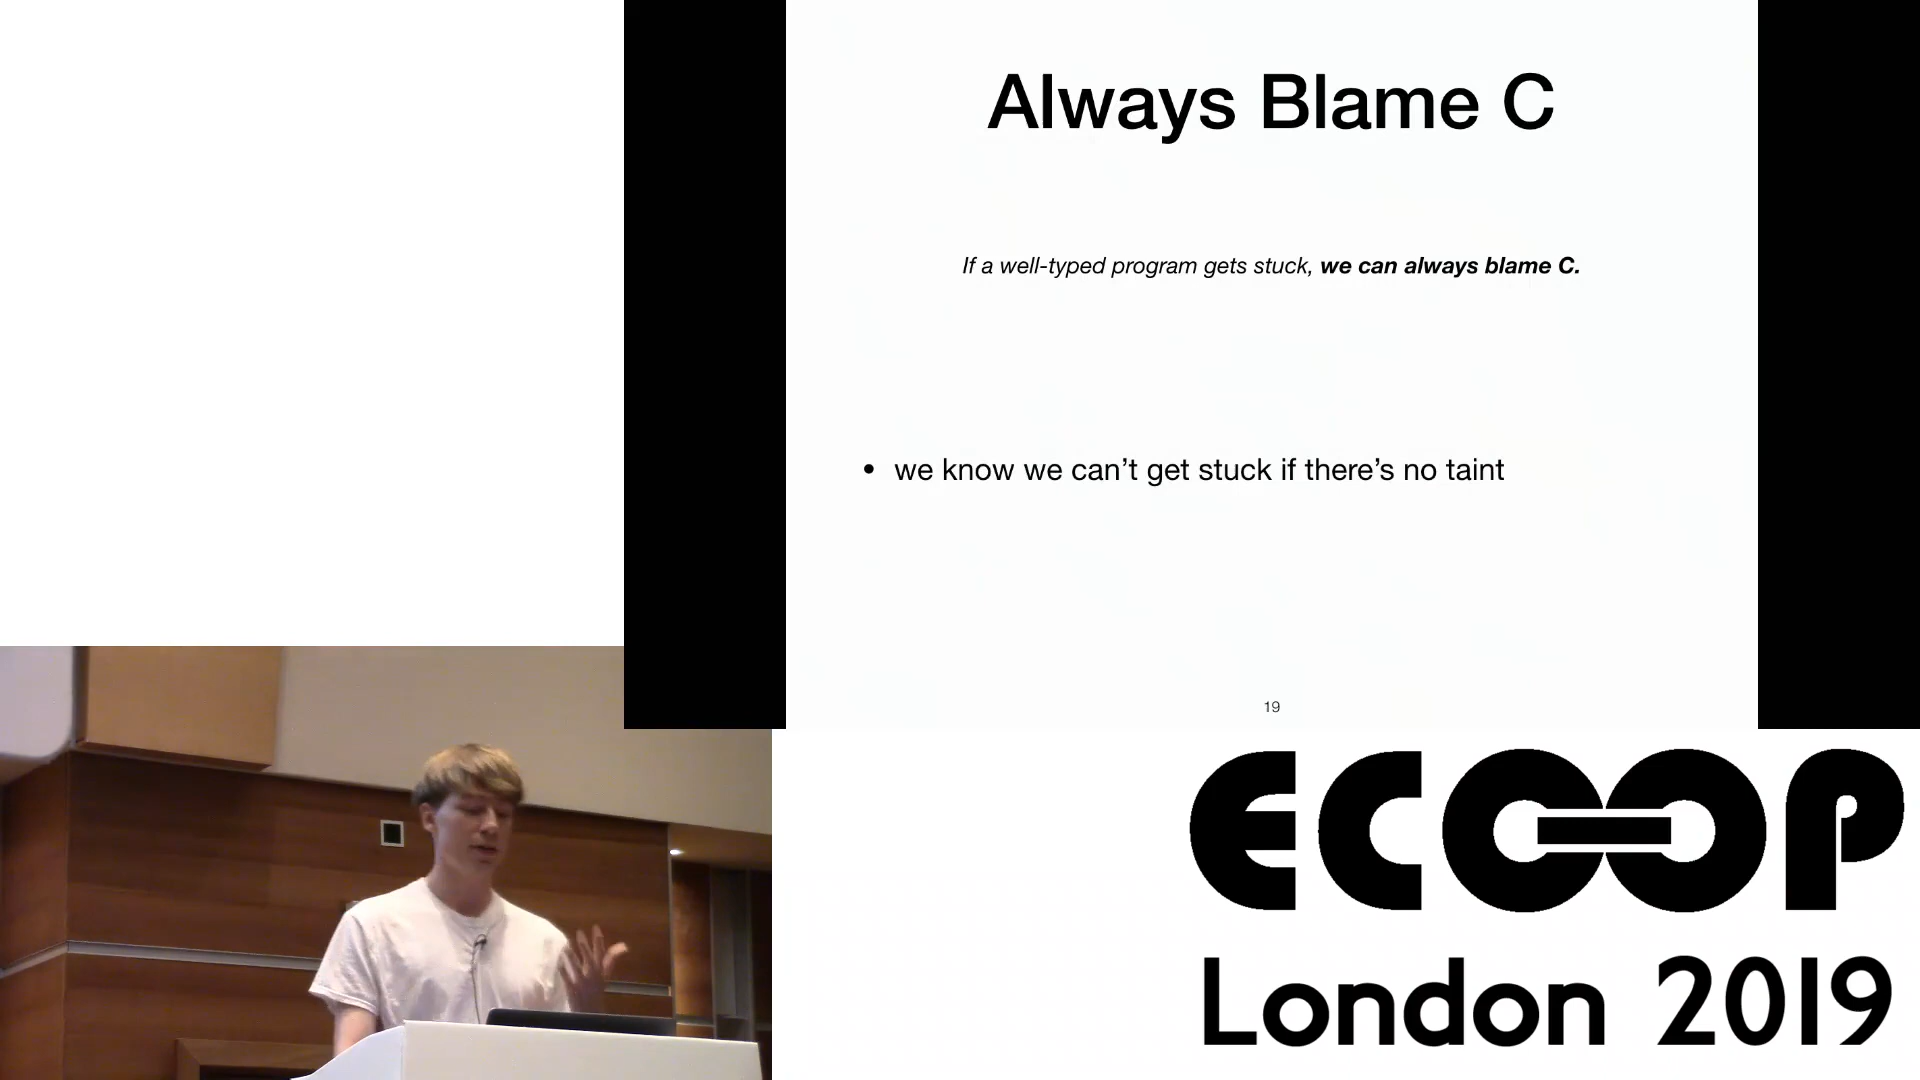 Always Blame C
If a well-typed program gets stuck, we can always blame C.
• we know we can’t get stuck if there’s no taint
19
ECOOP
London 2019